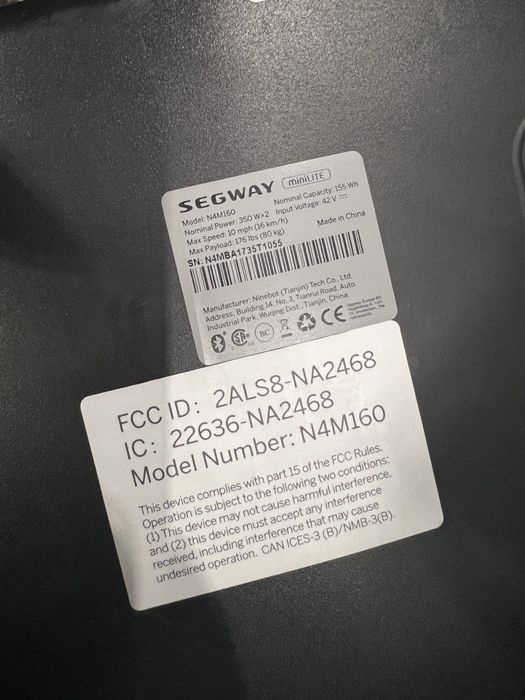 SEGWAY miniLITE
Model: N4M160
Nominal Capacity: 155 Wh
Nominal Power: 350 W×2 Input Voltage: 42 V
Max Speed: 10 mph (16 km/h)
Max Payload: 176 lbs (80 kg) Made in China
SN: N4MBA1735T1055
Manufacturer: Ninebot (Tianjin) Tech Co., Ltd.
Address: Building 14, No. 3, Tianrui Road, Auto
Industrial Park, Wuqing Dist., Tianjin, China.
BC CE
Segway Europe BV,
FCC ID: 2ALS8-NA2468
IC: 22636-NA2468
Model Number: N4M160
This device complies with part 15 of the FCC Rules.
Operation is subject to the following two conditions:
(1) This device may not cause harmful interference.
and (2) this device must accept any interference
received, including interference that may cause
undesired operation. CAN ICES-3 (B)/NMB-3(B).